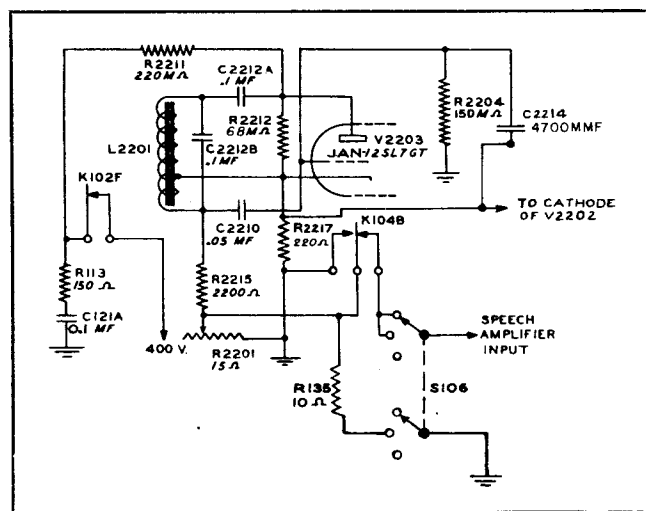 R2211
220MΩ
C2212A
.1 MF
R2212
68MΩ
V2203
JAN-12SL7GT
R2204
150MΩ
C2214
4700MMF
L2201
C2212B
.1MF
K102F
C2210
.05 MF
R2217
220Ω
K104B
TO CATHODE
OF V2202
R113
150 Ω
C121A
0.1 MF
R2215
2200Ω
400 V.
R2201
15Ω
R135
10Ω
SPEECH
AMPLIFIER
INPUT
S106